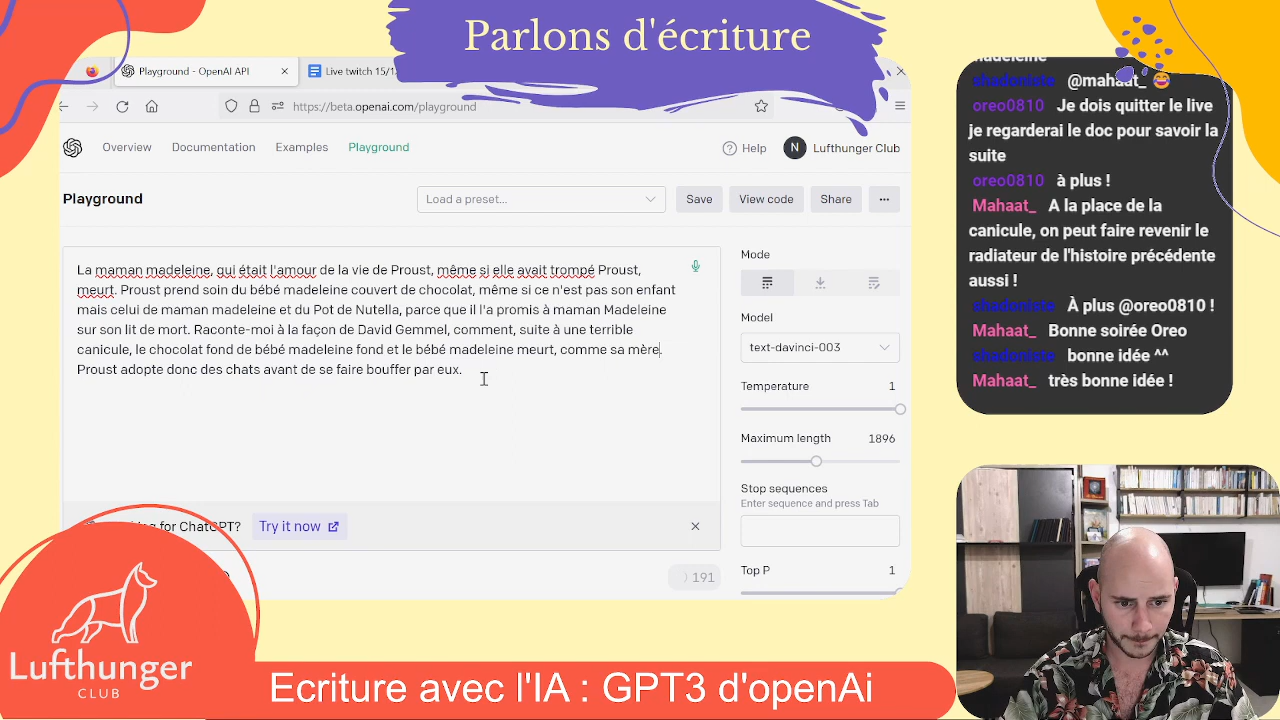 Parlons d'écriture
Playground - OpenAI API
Live twitch 15/1
https://beta.openai.com/playground
Overview
Documentation
Examples
Playground
Help
N
Lufthunger Club
Playground
Load a preset...
Save
View code
Share
...
La maman madeleine, qui était l'amour de la vie de Proust, même si elle avait trompé Proust,
meurt. Proust prend soin du bébé madeleine couvert de chocolat, même si ce n'est pas son enfant
mais celui de maman madeleine et du Pot de Nutella, parce que il l'a promis à maman Madeleine
sur son lit de mort. Raconte-moi à la façon de David Gemmel, comment, suite à une terrible
canicule, le chocolat fond de bébé madeleine fond et le bébé madeleine meurt, comme sa mère.
Proust adopte donc des chats avant de se faire bouffer par eux.
for ChatGPT?
Try it now
191
Mode
Model
text-davinci-003
Temperature
1
Maximum length
1896
Stop sequences
Enter sequence and press Tab
Top P
1
madeleine
shadoniste @mahaat_
oreo0810 Je dois quitter le live
je regarderai le doc pour savoir la
suite
oreo0810 à plus !
Mahaat_ A la place de la
canicule, on peut faire revenir le
radiateur de l'histoire précédente
aussi !
shadoniste À plus @oreo0810 !
Mahaat_ Bonne soirée Oreo
shadoniste bonne idée ^^
Mahaat_ très bonne idée !
Lufthunger
CLUB
Ecriture avec l'IA : GPT3 d'openAi